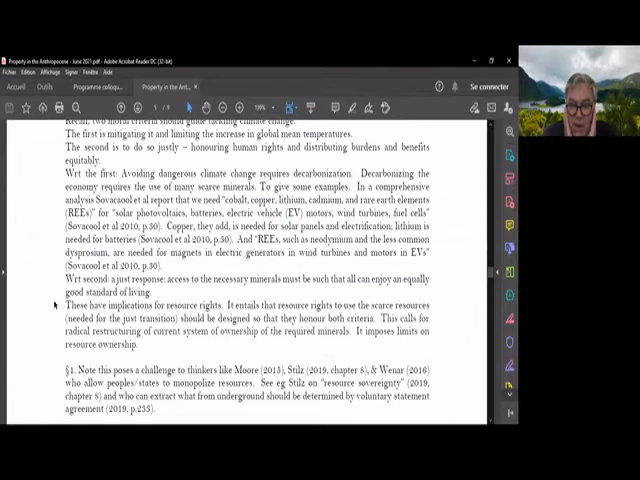 Property in the Anthropocene - June 2021.pdf - Adobe Acrobat Reader DC (32-bit)
Fichier Edition Affichage Signer Fenêtre Aide
Accueil Outils Programme colloqu... Property in the Ant... × Se connecter
5 / 9
Recall, two moral criteria should guide tackling climate change.
The first is mitigating it and limiting the increase in global mean temperatures.
The second is to do so justly – honouring human rights and distributing burdens and benefits
equitably.
Wrt the first: Avoiding dangerous climate change requires decarbonization. Decarbonizing the
economy requires the use of many scarce minerals. To give some examples. In a comprehensive
analysis Sovacaool et al report that we need "cobalt, copper, lithium, cadmium, and rare earth elements
(REEs)" for "solar photovoltaics, batteries, electric vehicle (EV) motors, wind turbines, fuel cells"
(Sovacool et al 2010, p.30). Copper, they add, is needed for solar panels and electrification; lithium is
needed for batteries (Sovacool et al 2010, p.30). And "REEs, such as neodymium and the less common
dysprosium, are needed for magnets in electric generators in wind turbines and motors in EVs"
(Sovacool et al 2010, p.30).
Wrt second: a just response: access to the necessary minerals must be such that all can enjoy an equally
good standard of living.
These have implications for resource rights. It entails that resource rights to use the scarce resources
(needed for the just transition) should be designed so that they honour both criteria. This calls for
radical restructuring of current system of ownership of the required minerals. It imposes limits on
resource ownership.
§1. Note this poses a challenge to thinkers like Moore (2015), Stilz (2019, chapter 8), & Wenar (2016)
who allow peoples/states to monopolize resources. See eg Stilz on "resource sovereignty" (2019,
chapter 8) and who can extract what from underground should be determined by voluntary statement
agreement (2019, p.235).